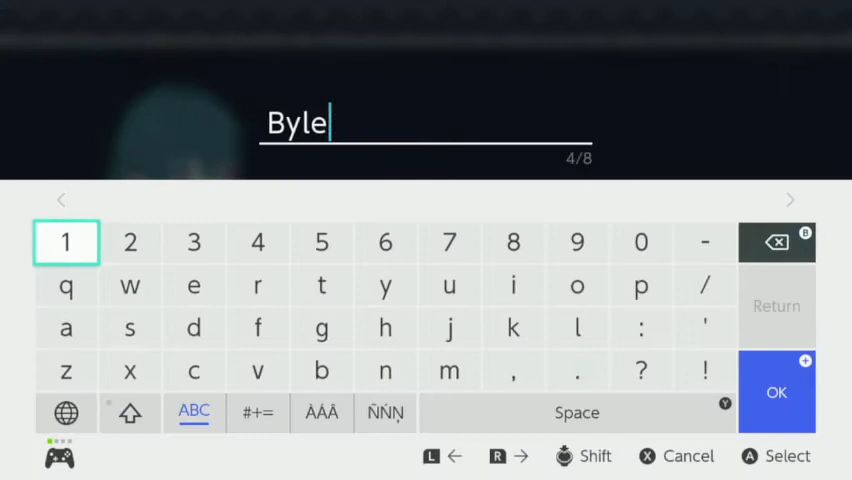 Byle
4/8
1 2 3 4 5 6 7 8 9 0 - B
q w e r t y u i o p / Return
a s d f g h j k l : '
z x c v b n m , . ? ! OK +
ABC #+= ÀÁÂ ÑŃŅ Space Y
L ← R → Shift X Cancel A Select